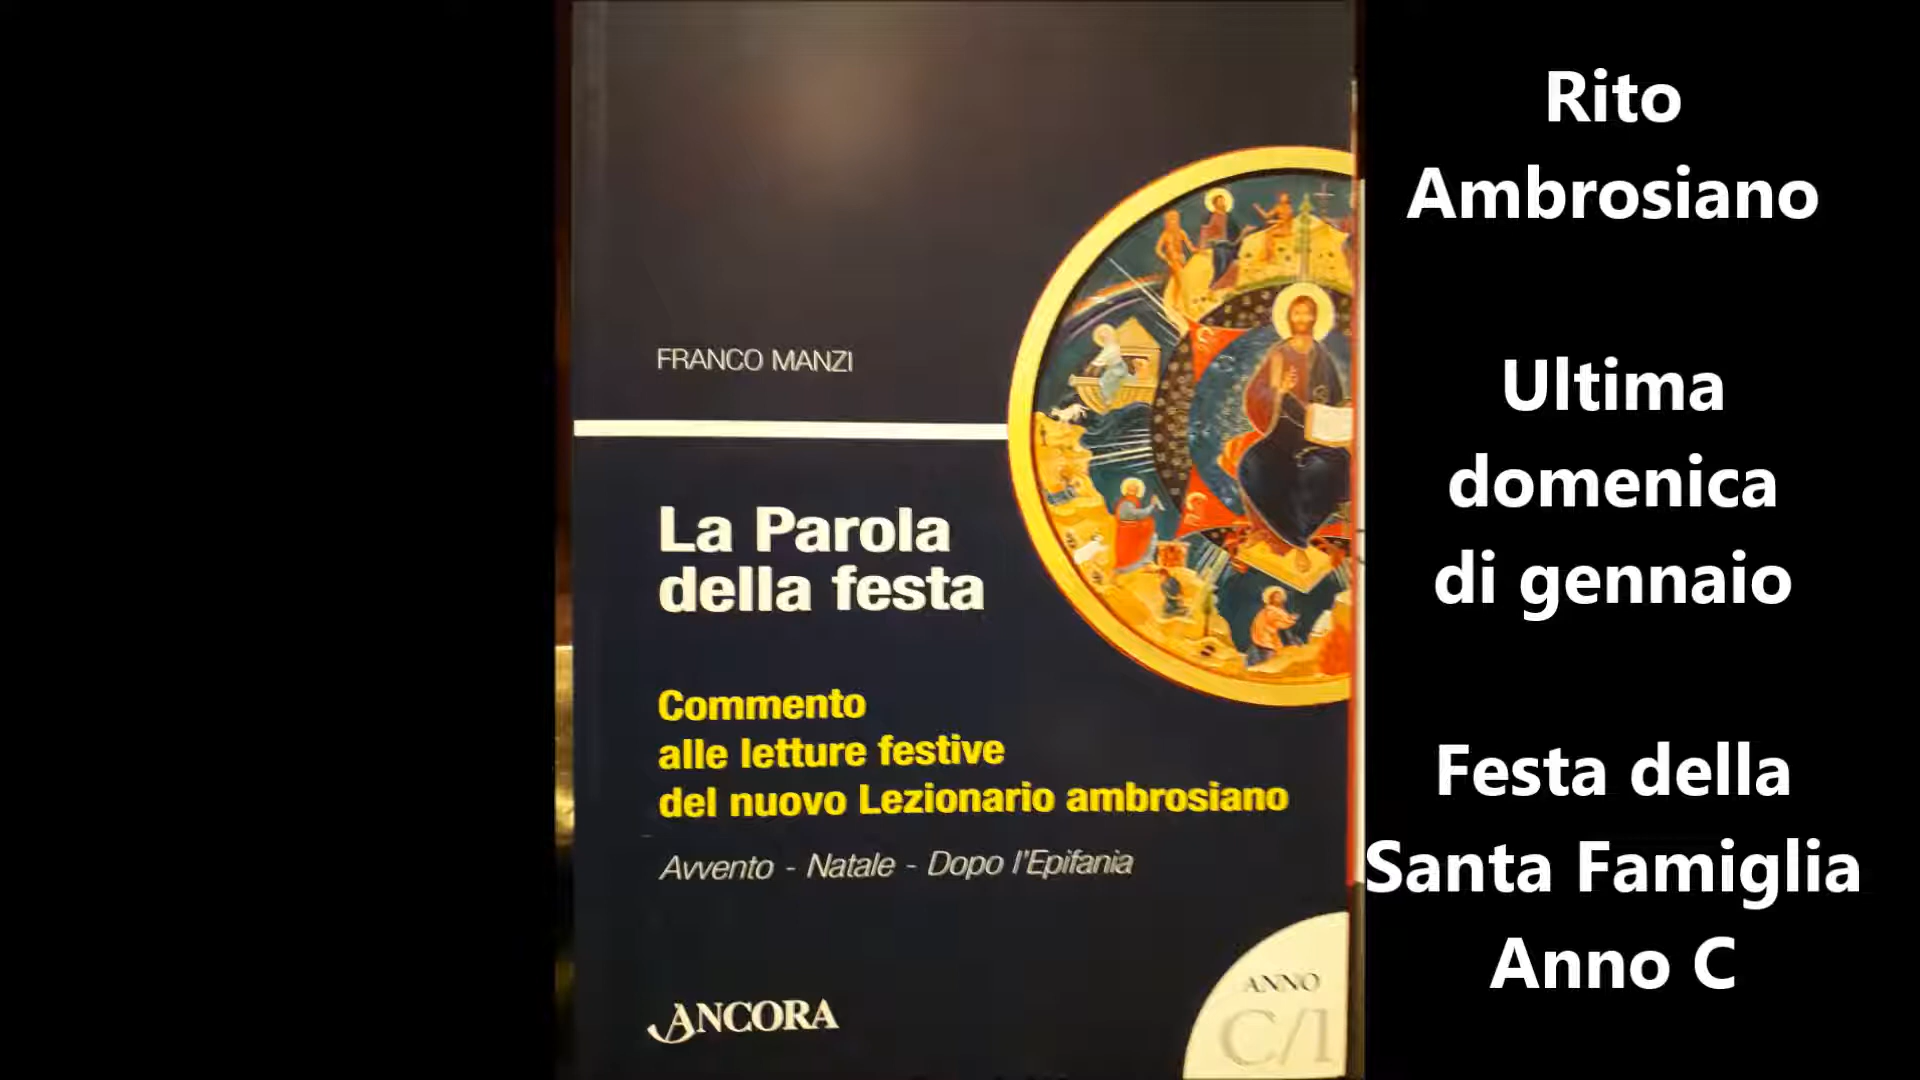 FRANCO MANZI
La Parola
della festa
Commento
alle letture festive
del nuovo Lezionario ambrosiano
Avvento - Natale - Dopo l'Epifania
ANCORA
ANNO
C/1
Rito
Ambrosiano
Ultima
domenica
di gennaio
Festa della
Santa Famiglia
Anno C